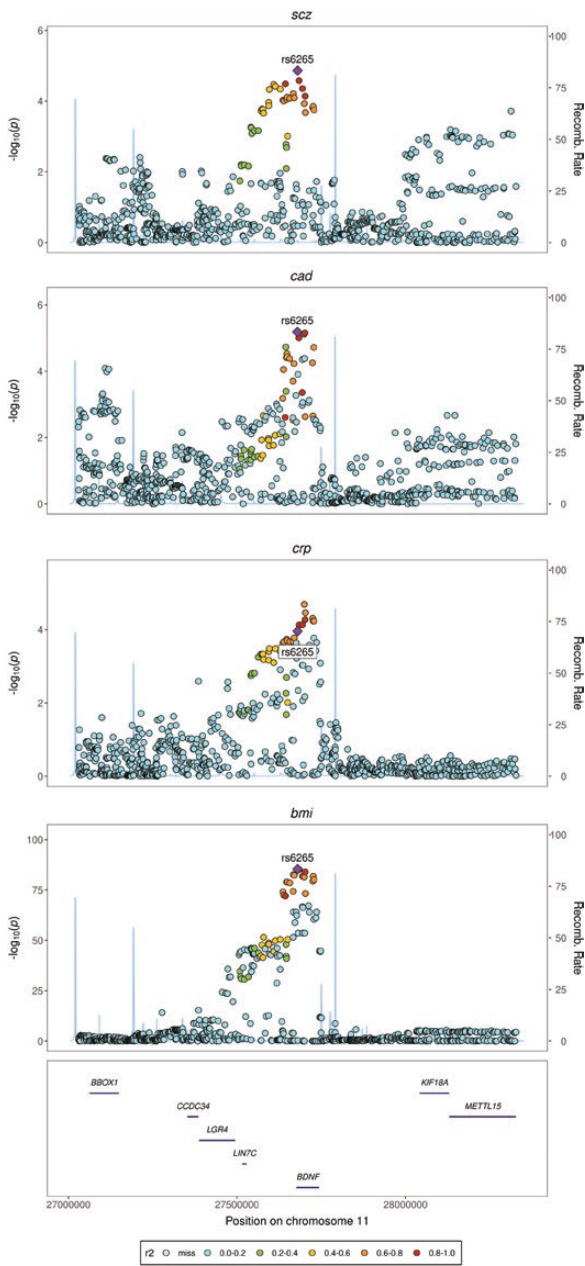 scz
6
4
2
0
-log10(p)
rs6265
100
75
50
25
0
Recomb. Rate
cad
6
4
2
0
-log10(p)
rs6265
100
75
50
25
0
Recomb. Rate
crp
4
2
0
-log10(p)
rs6265
100
75
50
25
0
Recomb. Rate
bmi
100
75
50
25
0
-log10(p)
rs6265
100
75
50
25
0
Recomb. Rate
BBOX1
KIF18A
CCDC34
METTL15
LGR4
LIN7C
BDNF
27000000 27500000 28000000
Position on chromosome 11
r2 miss 0.0-0.2 0.2-0.4 0.4-0.6 0.6-0.8 0.8-1.0